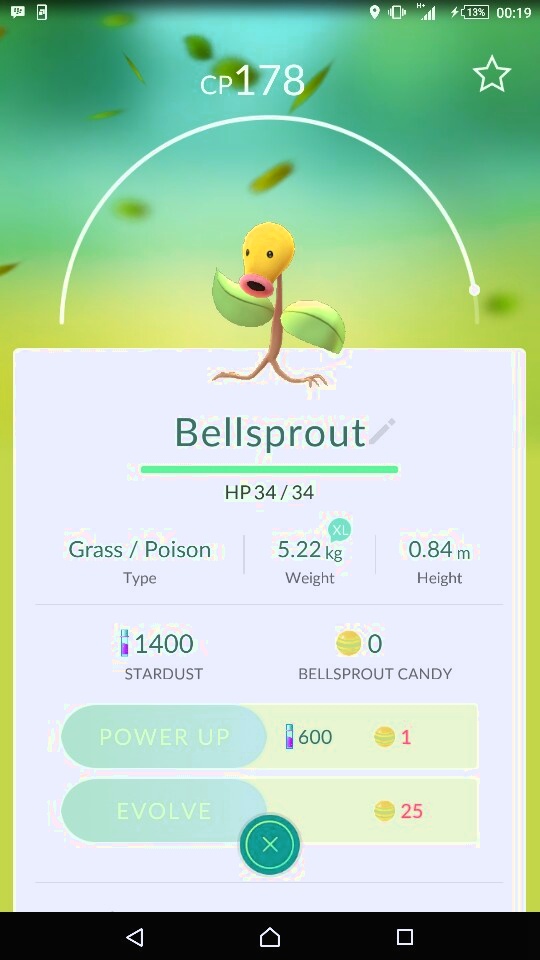 H+ 13% 00:19
CP178
Bellsprout
HP 34 / 34
XL
Grass / Poison 5.22 kg 0.84 m
Type Weight Height
1400 0
STARDUST BELLSPROUT CANDY
POWER UP 600 1
EVOLVE 25